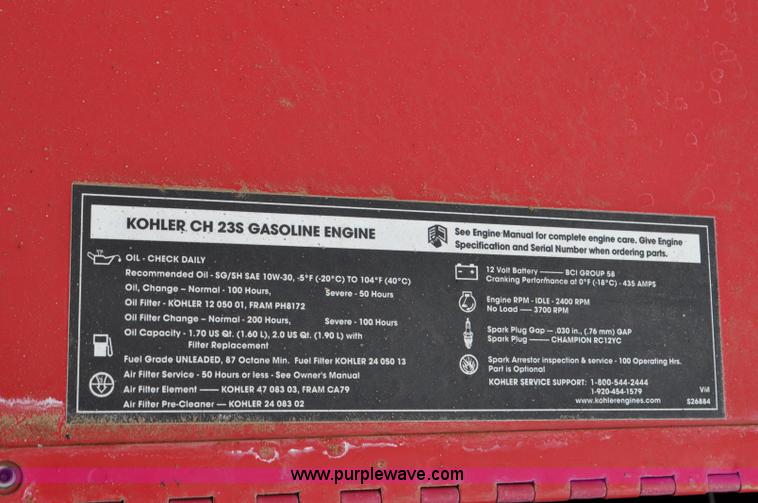 KOHLER CH 23S GASOLINE ENGINE
See Engine Manual for complete engine care. Give Engine
Specification and Serial Number when ordering parts.
OIL - CHECK DAILY
Recommended Oil - SG/SH SAE 10W-30, -5°F (-20°C) TO 104°F (40°C)
Oil, Change – Normal - 100 Hours, Severe - 50 Hours
Oil Filter - KOHLER 12 050 01, FRAM PH8172
Oil Filter Change – Normal - 200 Hours, Severe - 100 Hours
Oil Capacity - 1.70 US Qt. (1.60 L), 2.0 US Qt. (1.90 L) with
Filter Replacement
Fuel Grade UNLEADED, 87 Octane Min. Fuel Filter KOHLER 24 050 13
Air Filter Service - 50 Hours or less - See Owner's Manual
Air Filter Element —— KOHLER 47 083 03, FRAM CA79
Air Filter Pre-Cleaner —— KOHLER 24 083 02
12 Volt Battery —— BCI GROUP 58
Cranking Performance at 0°F (-18°C) - 435 AMPS
Engine RPM - IDLE - 2400 RPM
No Load —— 3700 RPM
Spark Plug Gap —— .030 in., (.76 mm) GAP
Spark Plug —— CHAMPION RC12YC
Spark Arrestor inspection & service - 100 Operating Hrs.
Part is Optional
KOHLER SERVICE SUPPORT: 1-800-544-2444
1-920-454-1579
www.kohlerengines.com
S26884
www.purplewave.com